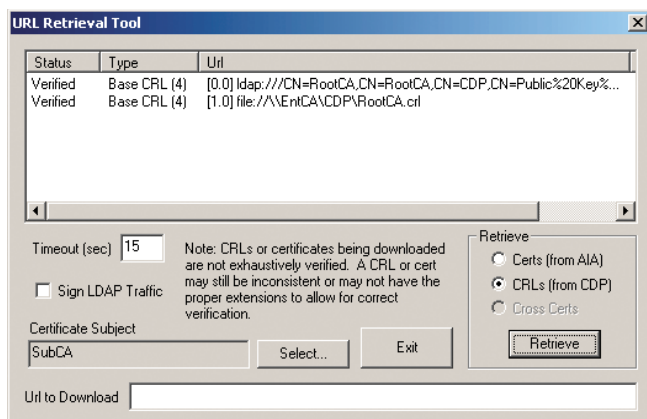 URL Retrieval Tool
Status Type Url
Verified Base CRL (4) [0.0] ldap:///CN=RootCA,CN=RootCA,CN=CDP,CN=Public%20Key%...
Verified Base CRL (4) [1.0] file://\\EntCA\CDP\RootCA.crl
Timeout (sec) 15
Sign LDAP Traffic
Note: CRLs or certificates being downloaded
are not exhaustively verified. A CRL or cert
may still be inconsistent or may not have the
proper extensions to allow for correct
verification.
Retrieve
Certs (from AIA)
CRLs (from CDP)
Cross Certs
Retrieve
Certificate Subject
SubCA
Select...
Exit
Url to Download